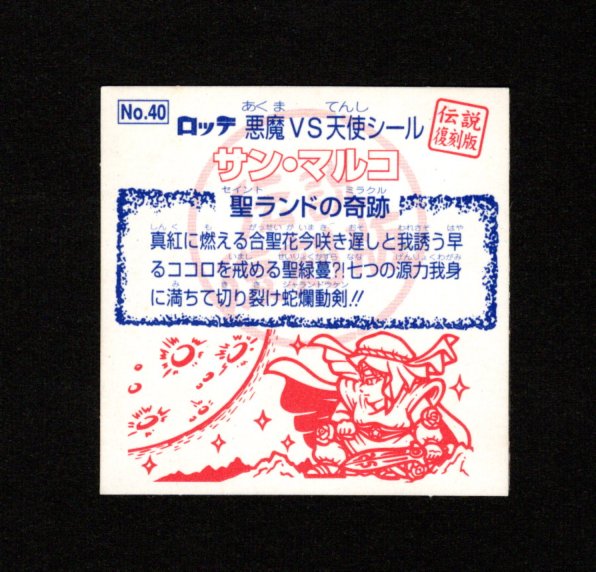 No.40
ロッテ 悪魔VS天使シール
あくま てんし
伝説
復刻版
サン・マルコ
セイント ミラクル
聖ランドの奇跡
しんく も がっせいが いまさ おそ われさそ はや
真紅に燃える合聖花今咲き遅しと我誘う早
いまし せいりょくかずら なな げんりょくわがみ
るココロを戒める聖緑蔓?!七つの源力我身
み き さ ジャランドラケン
に満ちて切り裂け蛇爛動剣!!